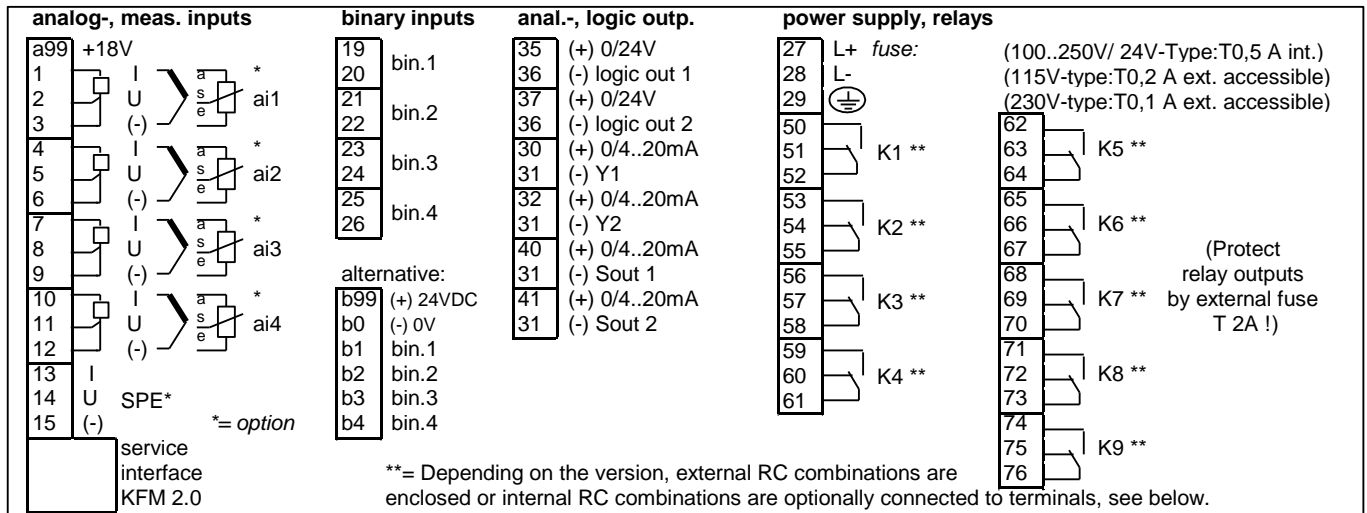 analog-, meas. inputs
a99 +18V
1 I a *
2 U s ai1
3 (-) e
4 I a *
5 U s ai2
6 (-) e
7 I a *
8 U s ai3
9 (-) e
10 I a *
11 U s ai4
12 (-) e
13 I
14 U SPE*
15 (-) *= option
service
interface
KFM 2.0
binary inputs
19
20 bin.1
21
22 bin.2
23
24 bin.3
25
26 bin.4
alternative:
b99 (+) 24VDC
b0 (-) 0V
b1 bin.1
b2 bin.2
b3 bin.3
b4 bin.4
anal.-, logic outp.
35 (+) 0/24V
36 (-) logic out 1
37 (+) 0/24V
36 (-) logic out 2
30 (+) 0/4..20mA
31 (-) Y1
32 (+) 0/4..20mA
31 (-) Y2
40 (+) 0/4..20mA
31 (-) Sout 1
41 (+) 0/4..20mA
31 (-) Sout 2
power supply, relays
27 L+ fuse: (100..250V/ 24V-Type:T0,5 A int.)
28 L- (115V-type:T0,2 A ext. accessible)
29 (230V-type:T0,1 A ext. accessible)
50
51 K1 **
52
53
54 K2 **
55
56
57 K3 **
58
59
60 K4 **
61
62
63 K5 **
64
65
66 K6 **
67
68
69 K7 **
70
71
72 K8 **
73
74
75 K9 **
76
(Protect
relay outputs
by external fuse
T 2A !)
**= Depending on the version, external RC combinations are
enclosed or internal RC combinations are optionally connected to terminals, see below.